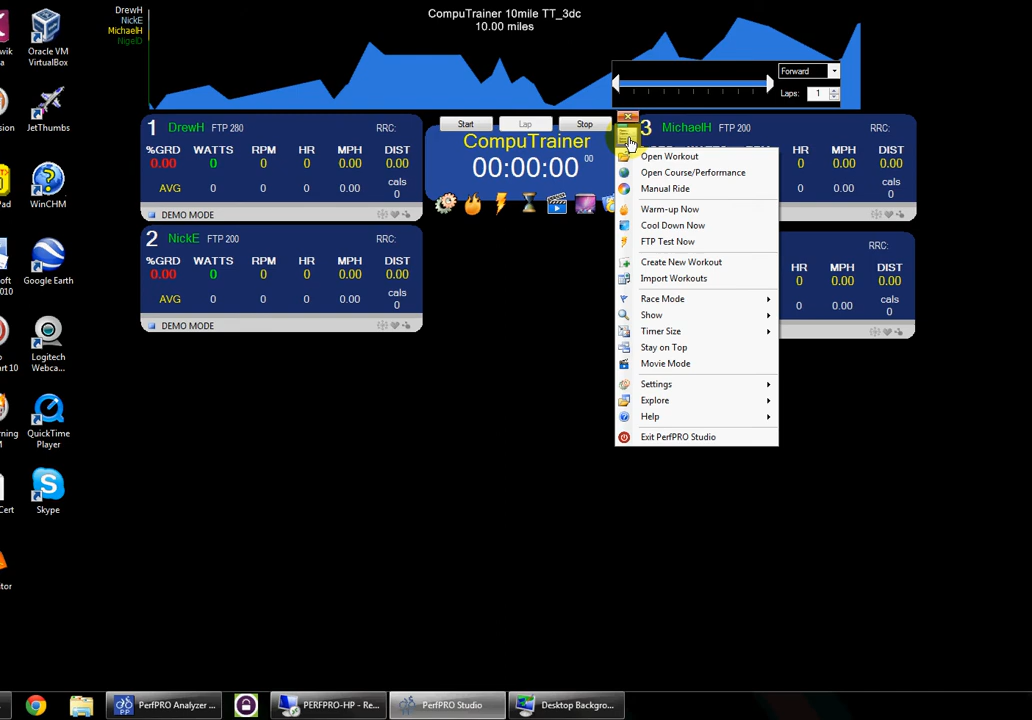 DrewH
NickE
MichaelH
NigelD
CompuTrainer 10mile TT_3dc
10.00 miles
Forward
Laps: 1
Oracle VM
VirtualBox
JetThumbs
WinCHM
Google Earth
Logitech
Webca...
QuickTime
Player
Skype
1 DrewH FTP 280 RRC:
%GRD WATTS RPM HR MPH DIST
0.00 0 0 0 0.00 0.00
AVG 0 0 0 0.00 cals
0
DEMO MODE
2 NickE FTP 200 RRC:
%GRD WATTS RPM HR MPH DIST
0.00 0 0 0 0.00 0.00
AVG 0 0 0 0.00 cals
0
DEMO MODE
Start Lap Stop
CompuTrainer
00:00:00 00
3 MichaelH FTP 200 RRC:
HR MPH DIST
0 0.00 0.00
0 0.00 cals
0
RRC:
HR MPH DIST
0 0.00 0.00
0 0.00 cals
0
Open Workout
Open Course/Performance
Manual Ride
Warm-up Now
Cool Down Now
FTP Test Now
Create New Workout
Import Workouts
Race Mode
Show
Timer Size
Stay on Top
Movie Mode
Settings
Explore
Help
Exit PerfPRO Studio
PerfPRO Analyzer ...
PERFPRO-HP - Re...
PerfPRO Studio
Desktop Backgro...